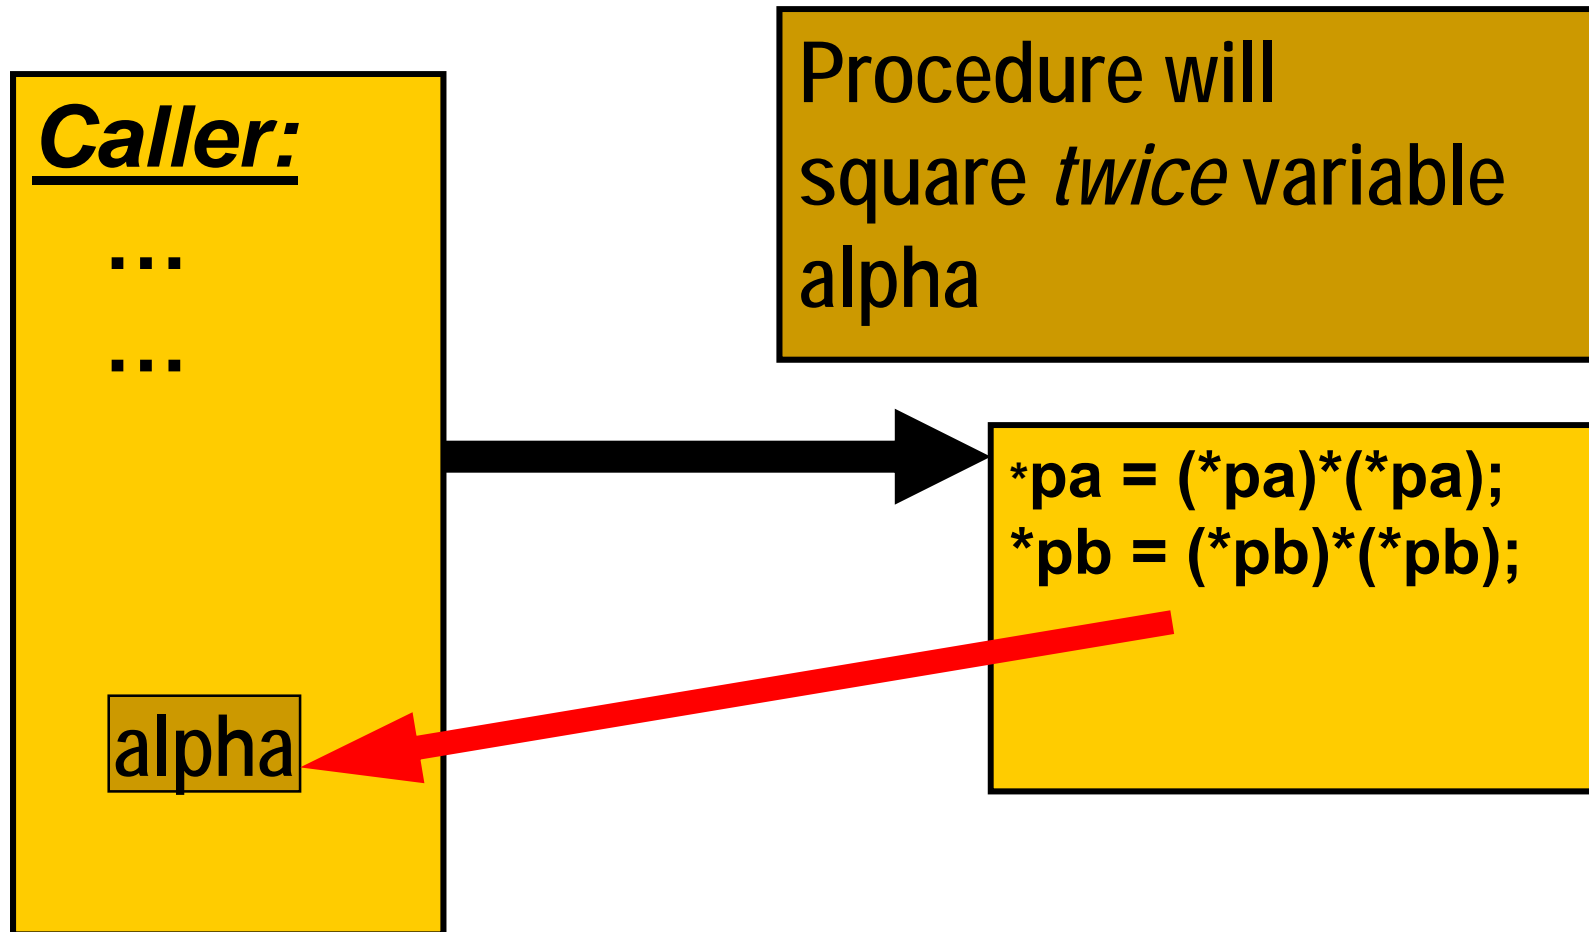 Caller:
…
…
alpha
Procedure will
square twice variable
alpha
*pa = (*pa)*(*pa);
*pb = (*pb)*(*pb);